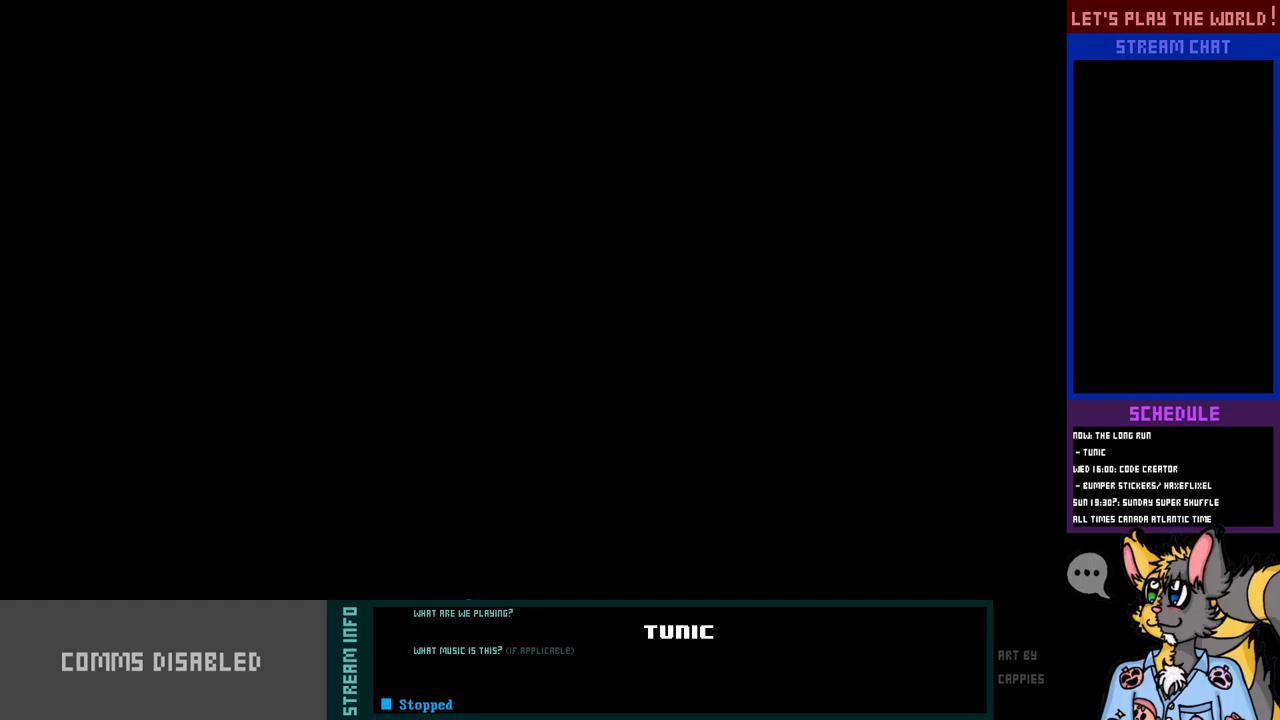 LET'S PLAY THE WORLD!
STREAM CHAT
SCHEDULE
NOW: THE LONG RUN
- TUNIC
WED 16:00: CODE CREATOR
- BUMPER STICKERS/ HAXEFLIXEL
SUN 19:30?: SUNDAY SUPER SHUFFLE
ALL TIMES CANADA ATLANTIC TIME
COMMS DISABLED
STREAM INFO
WHAT ARE WE PLAYING?
TUNIC
WHAT MUSIC IS THIS? (IF APPLICABLE)
Stopped
ART BY
CAPPIES